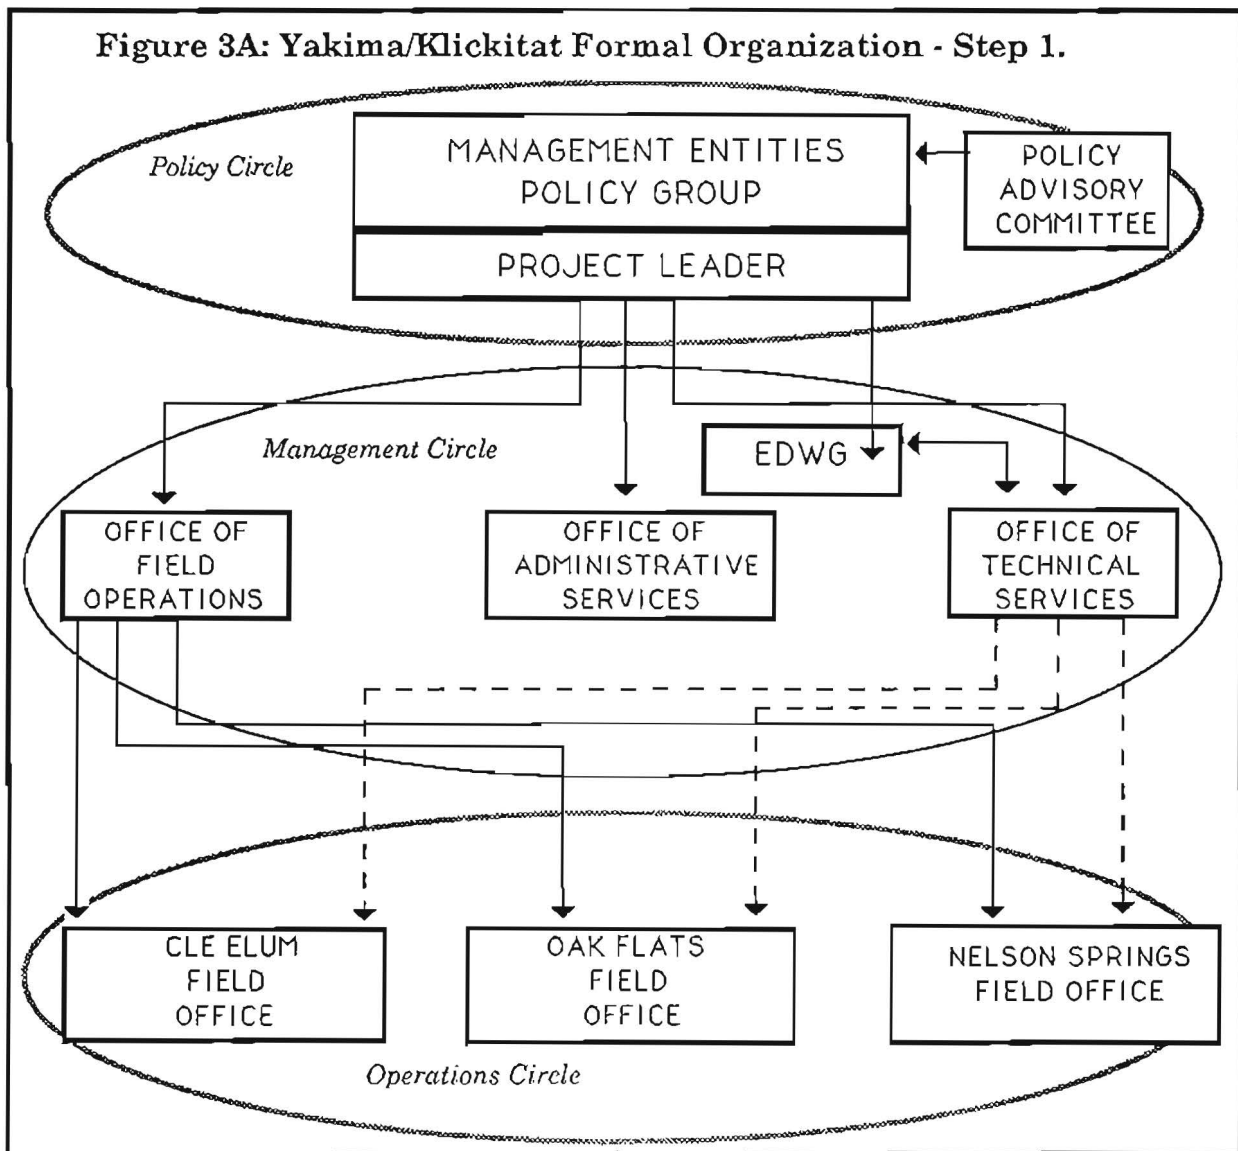 Figure 3A: Yakima/Klickitat Formal Organization - Step 1.
Policy Circle
MANAGEMENT ENTITIES
POLICY GROUP
POLICY
ADVISORY
COMMITTEE
PROJECT LEADER
Management Circle
EDWG
OFFICE OF
FIELD
OPERATIONS
OFFICE OF
ADMINISTRATIVE
SERVICES
OFFICE OF
TECHNICAL
SERVICES
CLE ELUM
FIELD
OFFICE
OAK FLATS
FIELD
OFFICE
NELSON SPRINGS
FIELD OFFICE
Operations Circle